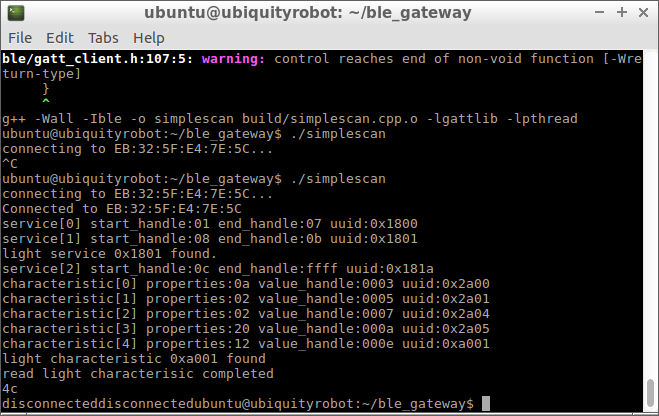 ubuntu@ubiquityrobot: ~/ble_gateway
File Edit Tabs Help
ble/gatt_client.h:107:5: warning: control reaches end of non-void function [-Wre
turn-type]
}
^
g++ -Wall -Ible -o simplescan build/simplescan.cpp.o -lgattlib -lpthread
ubuntu@ubiquityrobot:~/ble_gateway$ ./simplescan
connecting to EB:32:5F:E4:7E:5C...
^C
ubuntu@ubiquityrobot:~/ble_gateway$ ./simplescan
connecting to EB:32:5F:E4:7E:5C...
Connected to EB:32:5F:E4:7E:5C
service[0] start_handle:01 end_handle:07 uuid:0x1800
service[1] start_handle:08 end_handle:0b uuid:0x1801
light service 0x1801 found.
service[2] start_handle:0c end_handle:ffff uuid:0x181a
characteristic[0] properties:0a value_handle:0003 uuid:0x2a00
characteristic[1] properties:02 value_handle:0005 uuid:0x2a01
characteristic[2] properties:02 value_handle:0007 uuid:0x2a04
characteristic[3] properties:20 value_handle:000a uuid:0x2a05
characteristic[4] properties:12 value_handle:000e uuid:0xa001
light characteristic 0xa001 found
read light characterisic completed
4c
disconnecteddisconnectedubuntu@ubiquityrobot:~/ble_gateway$